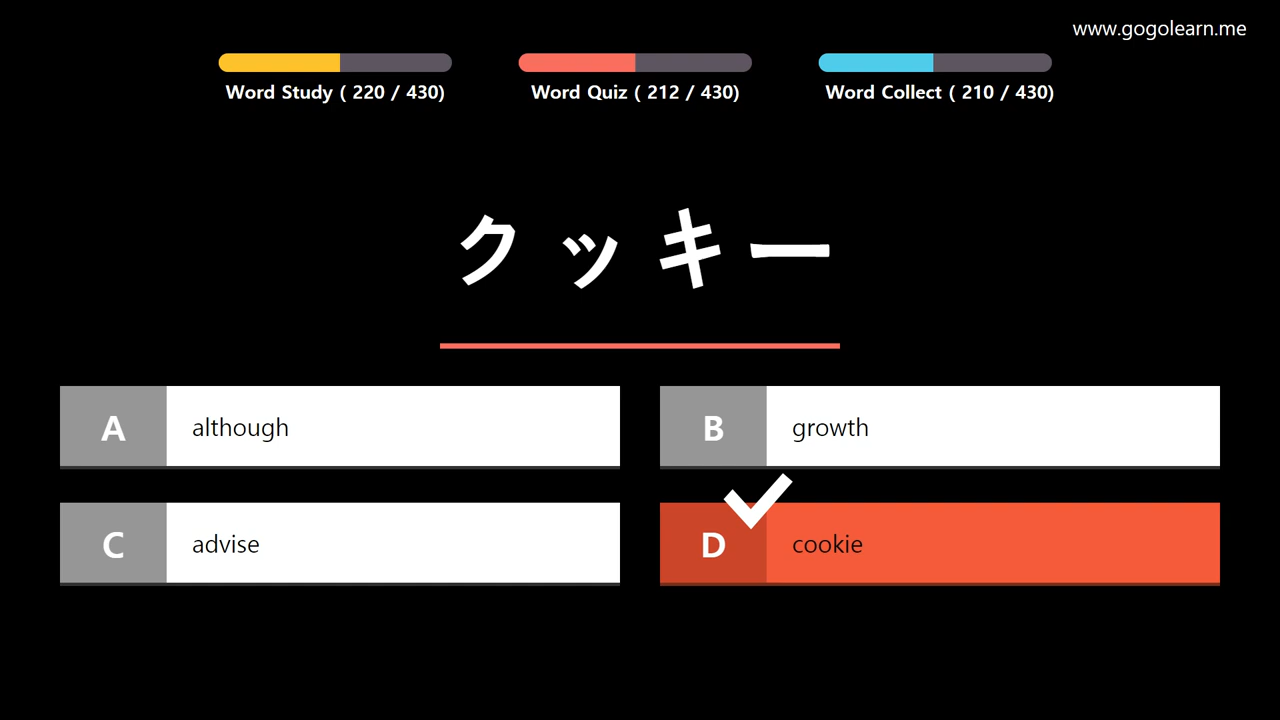 www.gogolearn.me
Word Study ( 220 / 430)
Word Quiz ( 212 / 430)
Word Collect ( 210 / 430)
クッキー
A although
B growth
C advise
D cookie